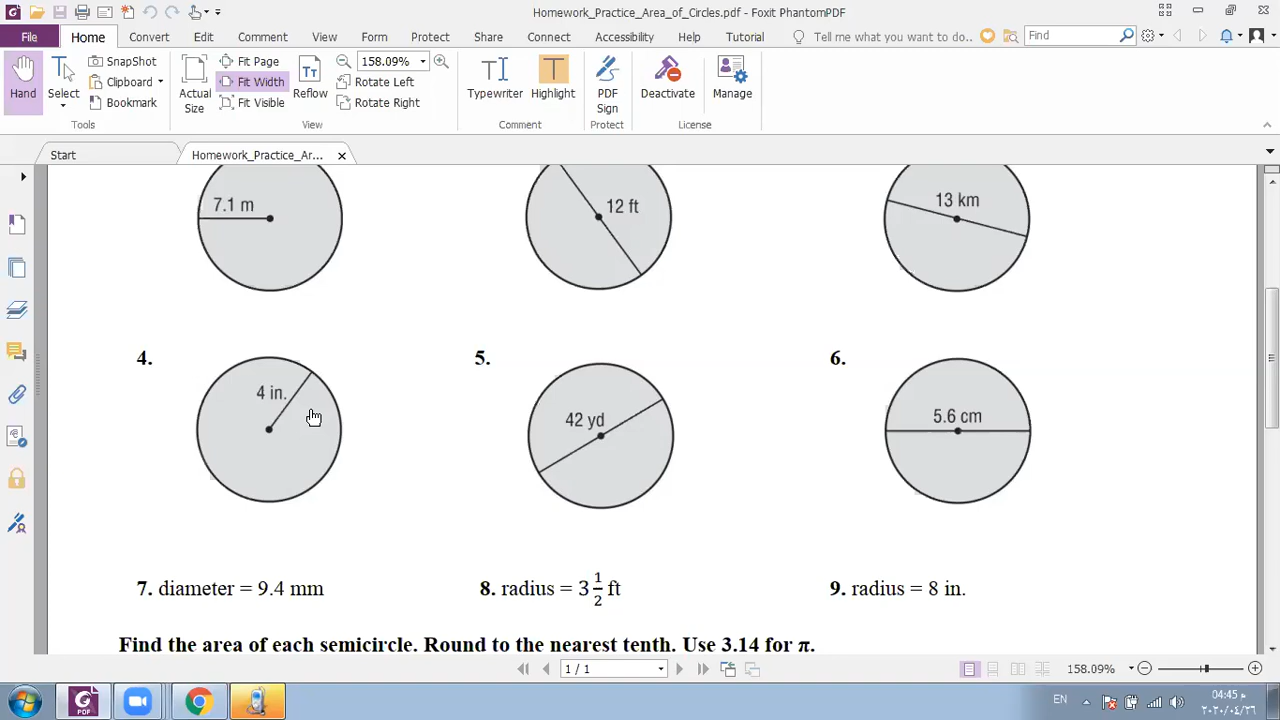 Homework_Practice_Area_of_Circles.pdf - Foxit PhantomPDF
File Home Convert Edit Comment View Form Protect Share Connect Accessibility Help Tutorial Tell me what you want to do.. Find
Hand
Select
SnapShot
Clipboard
Bookmark
Tools
Actual Size
Fit Page
Fit Width
Fit Visible
Reflow
158.09%
Rotate Left
Rotate Right
View
Typewriter
Highlight
Comment
PDF Sign
Protect
Deactivate
Manage
License
Start Homework_Practice_Ar...
7.1 m 12 ft 13 km
4. 5. 6.
4 in. 42 yd 5.6 cm
7. diameter = 9.4 mm 8. radius = 3 1/2 ft 9. radius = 8 in.
Find the area of each semicircle. Round to the nearest tenth. Use 3.14 for π.
1 / 1 158.09%
PDF
EN
04:45 ص
٢٠٢٠/٠٤/٢٦